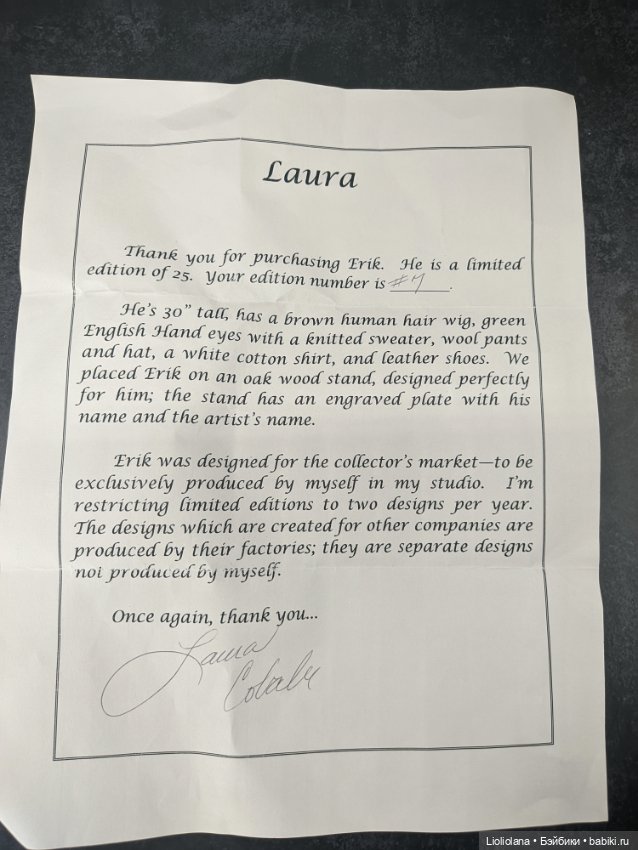 Laura
Thank you for purchasing Erik. He is a limited
edition of 25. Your edition number is #7.
He's 30" tall, has a brown human hair wig, green
English Hand eyes with a knitted sweater, wool pants
and hat, a white cotton shirt, and leather shoes. We
placed Erik on an oak wood stand, designed perfectly
for him; the stand has an engraved plate with his
name and the artist's name.
Erik was designed for the collector's market—to be
exclusively produced by myself in my studio. I'm
restricting limited editions to two designs per year.
The designs which are created for other companies are
produced by their factories; they are separate designs
not produced by myself.
Once again, thank you...
Laura
Lioliolana • Бэйбики • babiki.ru